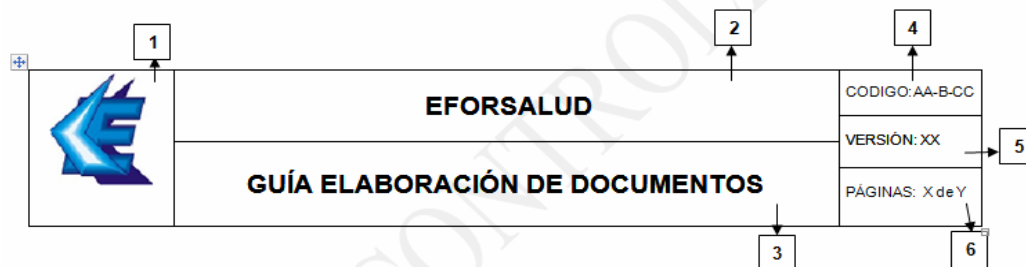 1
2
4
EFORSALUD
CODIGO: AA-B-CC
VERSIÓN: XX
5
GUÍA ELABORACIÓN DE DOCUMENTOS
PÁGINAS: X de Y
3
6